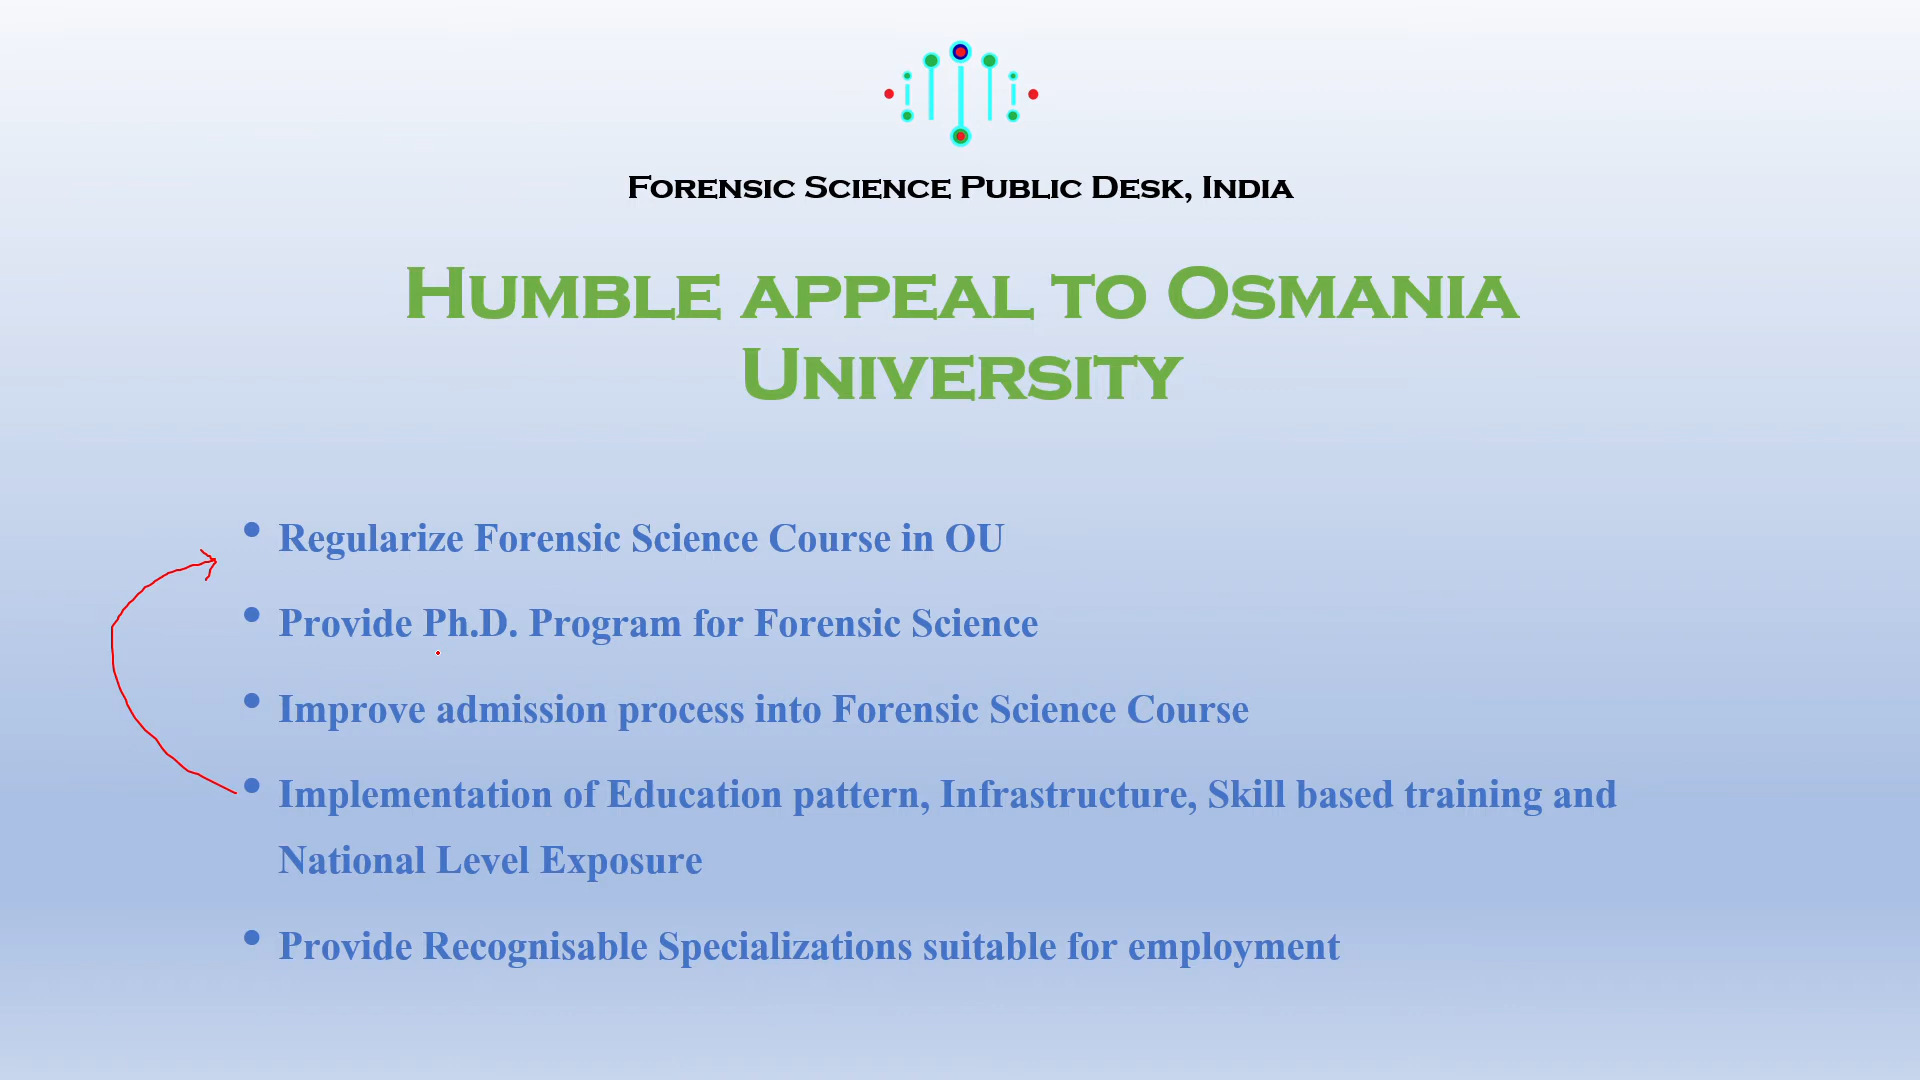 Forensic Science Public Desk, India
Humble appeal to Osmania
University
• Regularize Forensic Science Course in OU
• Provide Ph.D. Program for Forensic Science
• Improve admission process into Forensic Science Course
• Implementation of Education pattern, Infrastructure, Skill based training and
National Level Exposure
• Provide Recognisable Specializations suitable for employment